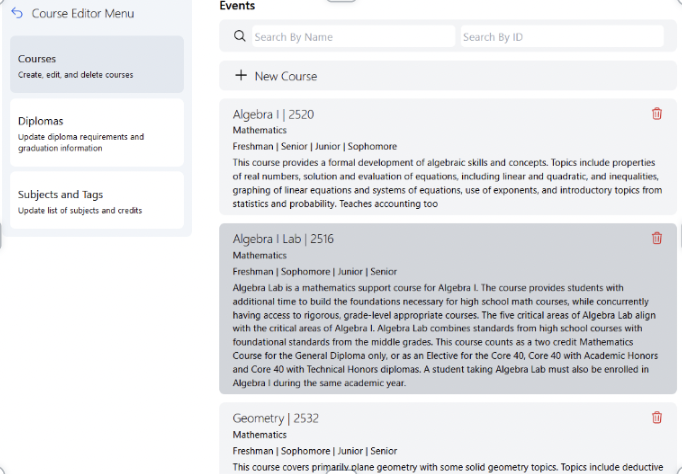 Course Editor Menu
Courses
Create, edit, and delete courses
Diplomas
Update diploma requirements and
graduation information
Subjects and Tags
Update list of subjects and credits
Events
Search By Name
Search By ID
New Course
Algebra I | 2520
Mathematics
Freshman | Senior | Junior | Sophomore
This course provides a formal development of algebraic skills and concepts. Topics include properties
of real numbers, solution and evaluation of equations, including linear and quadratic, and inequalities,
graphing of linear equations and systems of equations, use of exponents, and introductory topics from
statistics and probability. Teaches accounting too
Algebra I Lab | 2516
Mathematics
Freshman | Sophomore | Junior | Senior
Algebra Lab is a mathematics support course for Algebra I. The course provides students with
additional time to build the foundations necessary for high school math courses, while concurrently
having access to rigorous, grade-level appropriate courses. The five critical areas of Algebra Lab align
with the critical areas of Algebra I. Algebra Lab combines standards from high school courses with
foundational standards from the middle grades. This course counts as a two credit Mathematics
Course for the General Diploma only, or as an Elective for the Core 40, Core 40 with Academic Honors
and Core 40 with Technical Honors diplomas. A student taking Algebra Lab must also be enrolled in
Algebra I during the same academic year.
Geometry | 2532
Mathematics
Freshman | Sophomore | Junior | Senior
This course covers primarily plane geometry with some solid geometry topics. Topics include deductive